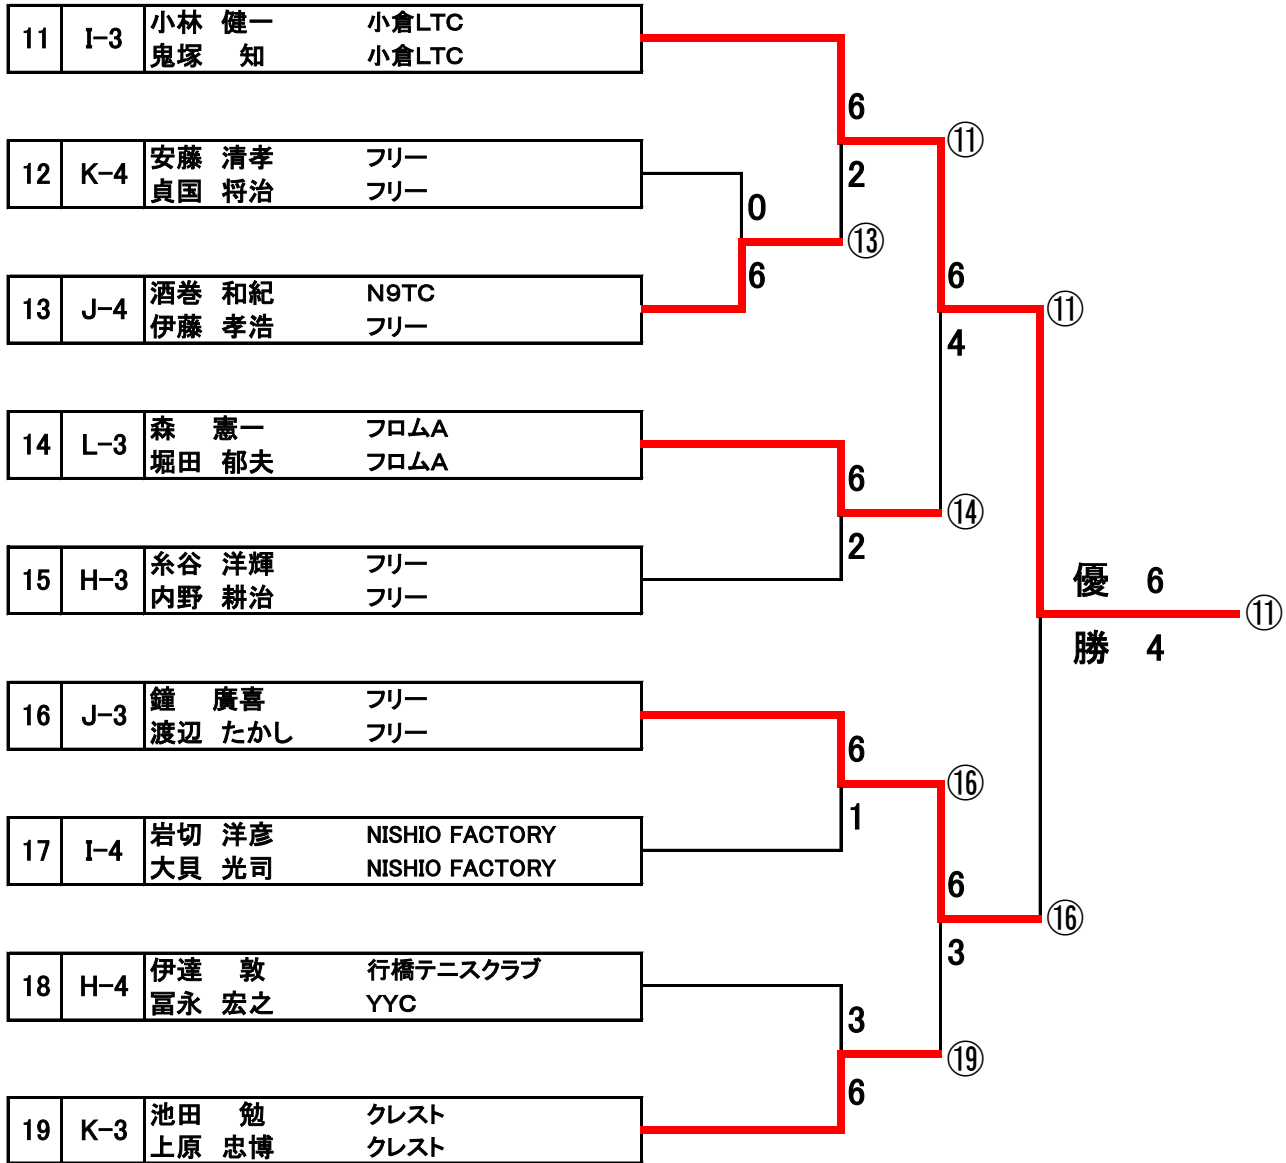 11 I-3 小林 健一 小倉LTC
鬼塚 知 小倉LTC
6
⑪
12 K-4 安藤 清孝 フリー
貞国 将治 フリー
2
0
⑬
6
6
13 J-4 酒巻 和紀 N9TC
伊藤 孝浩 フリー
⑪
4
14 L-3 森 憲一 フロムA
堀田 郁夫 フロムA
6
⑭
2
15 H-3 糸谷 洋輝 フリー
内野 耕治 フリー
優 6
⑪
勝 4
16 J-3 鐘 廣喜 フリー
渡辺 たかし フリー
6
⑯
1
17 I-4 岩切 洋彦 NISHIO FACTORY
大貝 光司 NISHIO FACTORY
6
⑯
3
18 H-4 伊達 敦 行橋テニスクラブ
冨永 宏之 YYC
3
⑲
6
19 K-3 池田 勉 クレスト
上原 忠博 クレスト